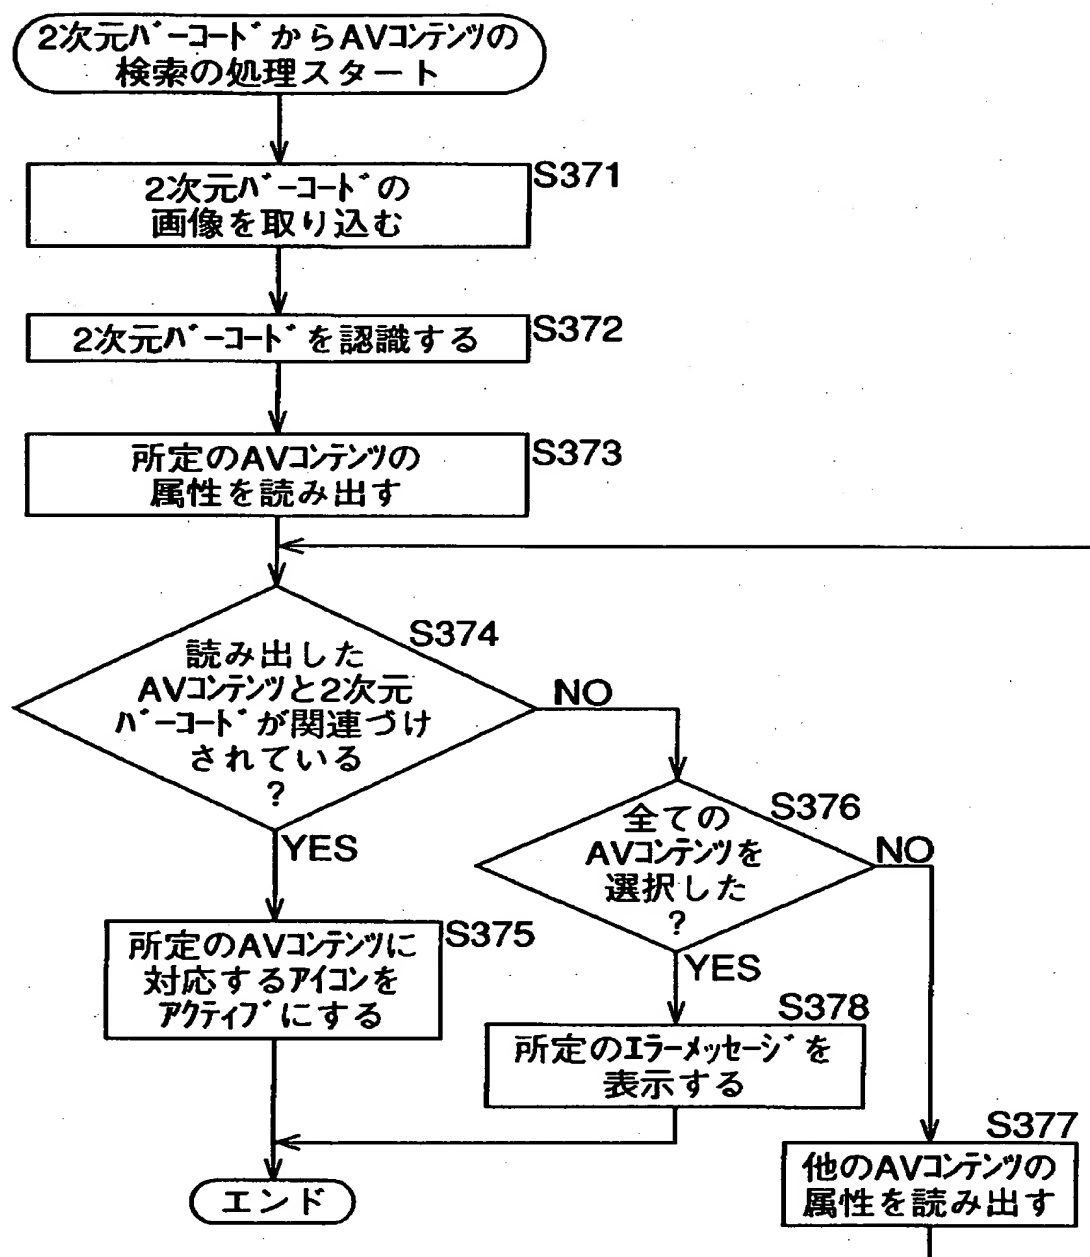 2次元バーコードからAVコンテンツの
検索の処理スタート
S371
2次元バーコードの
画像を取り込む
S372
2次元バーコードを認識する
S373
所定のAVコンテンツの
属性を読み出す
S374
読み出した
AVコンテンツと2次元
バーコードが関連づけ
されている
?
NO
YES
S376
全ての
AVコンテンツを
選択した
?
NO
YES
S375
所定のAVコンテンツに
対応するアイコンを
アクティブにする
S378
所定のエラーメッセージを
表示する
S377
他のAVコンテンツの
属性を読み出す
エンド